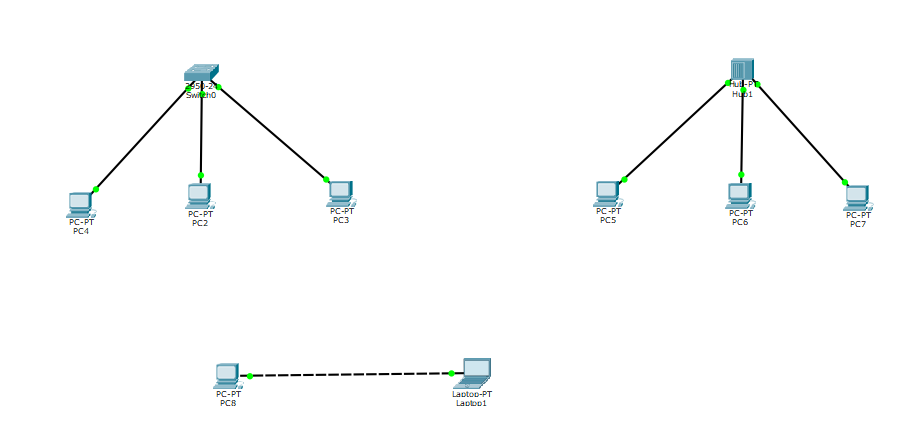 2950-24
Switch0
Hub-PT
Hub1
PC-PT
PC4
PC-PT
PC2
PC-PT
PC3
PC-PT
PC5
PC-PT
PC6
PC-PT
PC7
PC-PT
PC8
Laptop-PT
Laptop1